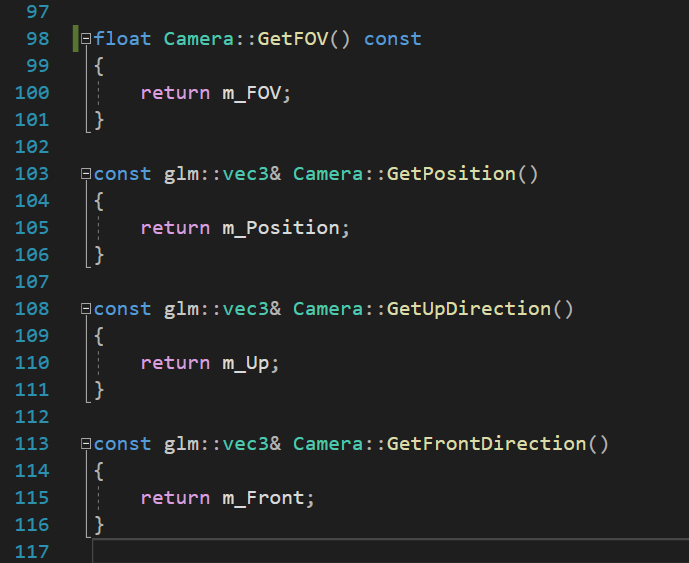 97
98 float Camera::GetFOV() const
99 {
100 return m_FOV;
101 }
102
103 const glm::vec3& Camera::GetPosition()
104 {
105 return m_Position;
106 }
107
108 const glm::vec3& Camera::GetUpDirection()
109 {
110 return m_Up;
111 }
112
113 const glm::vec3& Camera::GetFrontDirection()
114 {
115 return m_Front;
116 }
117